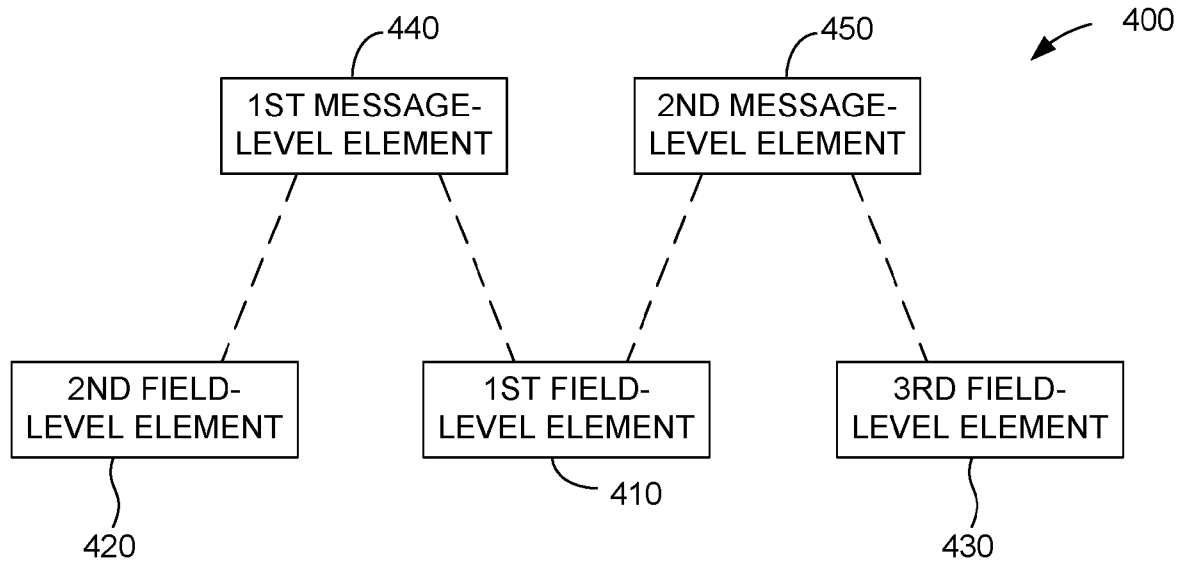 440
450
400
1ST MESSAGE-
LEVEL ELEMENT
2ND MESSAGE-
LEVEL ELEMENT
2ND FIELD-
LEVEL ELEMENT
1ST FIELD-
LEVEL ELEMENT
3RD FIELD-
LEVEL ELEMENT
410
420
430